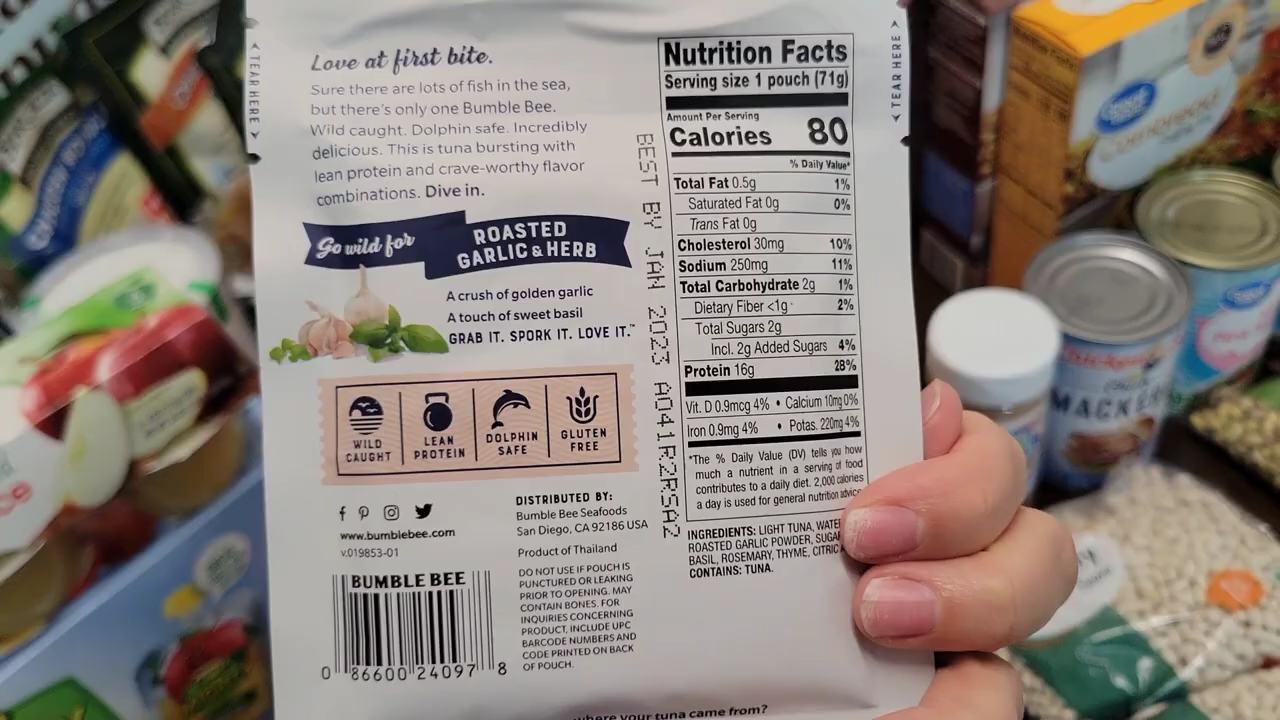 < TEAR HERE >
Love at first bite.
Sure there are lots of fish in the sea,
but there's only one Bumble Bee.
Wild caught. Dolphin safe. Incredibly
delicious. This is tuna bursting with
lean protein and crave-worthy flavor
combinations. Dive in.
Go wild for
ROASTED
GARLIC & HERB
A crush of golden garlic
A touch of sweet basil
GRAB IT. SPORK IT. LOVE IT.™
WILD
CAUGHT
LEAN
PROTEIN
DOLPHIN
SAFE
GLUTEN
FREE
www.bumblebee.com
v.019853-01
BUMBLE BEE
0 86600 24097 8
DISTRIBUTED BY:
Bumble Bee Seafoods
San Diego, CA 92186 USA
Product of Thailand
DO NOT USE IF POUCH IS
PUNCTURED OR LEAKING
PRIOR TO OPENING. MAY
CONTAIN BONES. FOR
INQUIRIES CONCERNING
PRODUCT, INCLUDE UPC
BARCODE NUMBERS AND
CODE PRINTED ON BACK
OF POUCH.
where your tuna came from?
BEST BY JAN 2023 A041R2RSA2
Nutrition Facts
Serving size 1 pouch (71g)
Amount Per Serving
Calories 80
% Daily Value*
Total Fat 0.5g 1%
Saturated Fat 0g 0%
Trans Fat 0g
Cholesterol 30mg 10%
Sodium 250mg 11%
Total Carbohydrate 2g 1%
Dietary Fiber <1g 2%
Total Sugars 2g
Incl. 2g Added Sugars 4%
Protein 16g 28%
Vit. D 0.9mcg 4% • Calcium 10mg 0%
Iron 0.9mg 4% • Potas. 220mg 4%
*The % Daily Value (DV) tells you how
much a nutrient in a serving of food
contributes to a daily diet. 2,000 calories
a day is used for general nutrition advice.
INGREDIENTS: LIGHT TUNA, WATER
ROASTED GARLIC POWDER, SUGAR
BASIL, ROSEMARY, THYME, CITRIC
CONTAINS: TUNA.
< TEAR HERE >
Great Value